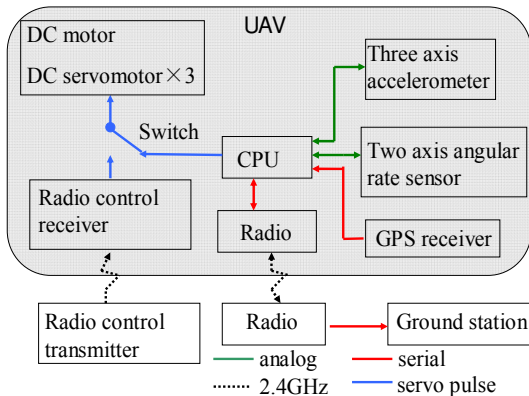 UAV
DC motor
DC servomotor×3
Three axis
accelerometer
Switch
CPU
Two axis angular
rate sensor
Radio control
receiver
Radio
GPS receiver
Radio control
transmitter
Radio
Ground station
analog
serial
2.4GHz
servo pulse